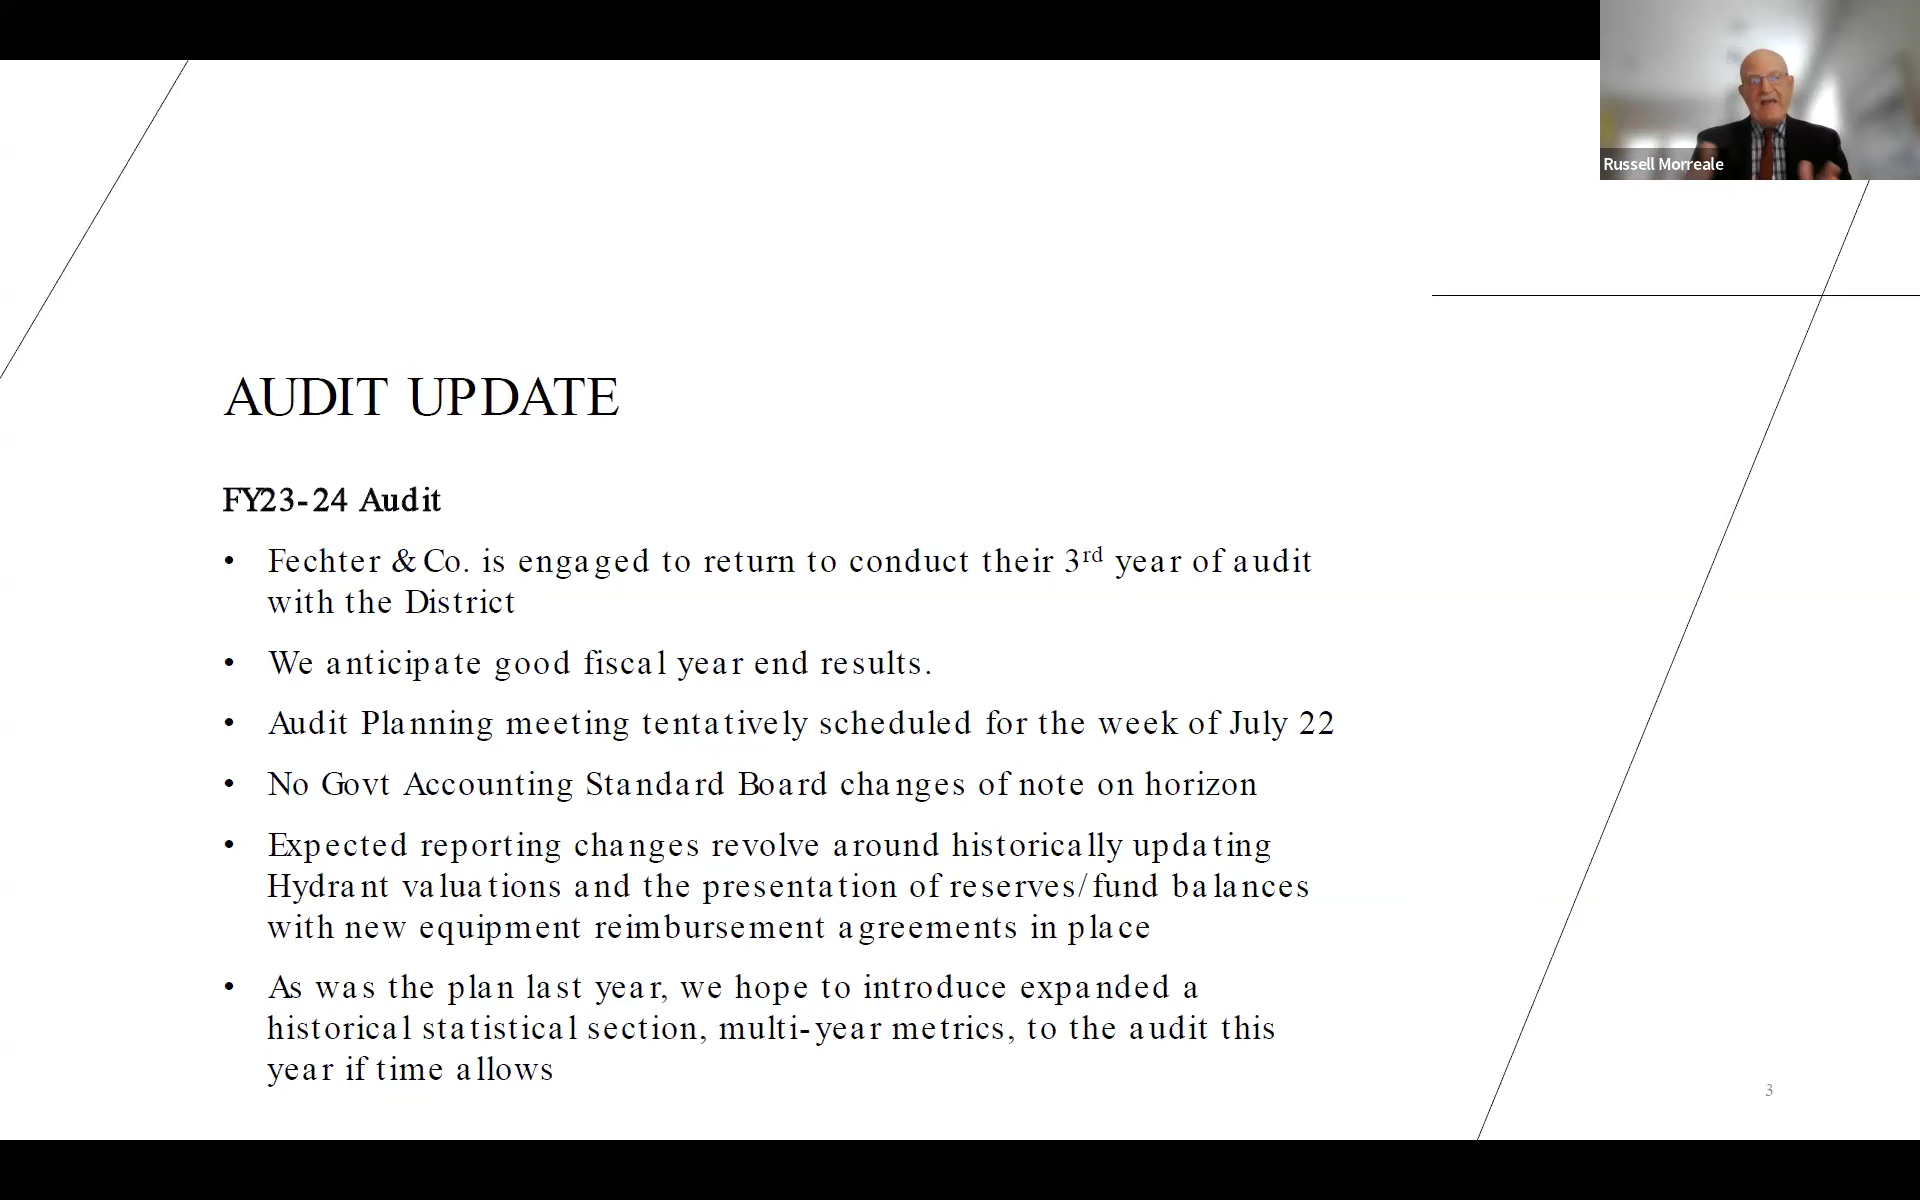 Russell Morreale
AUDIT UPDATE
FY23-24 Audit
• Fechter & Co. is engaged to return to conduct their 3rd year of audit
with the District
• We anticipate good fiscal year end results.
• Audit Planning meeting tentatively scheduled for the week of July 22
• No Govt Accounting Standard Board changes of note on horizon
• Expected reporting changes revolve around historically updating
Hydrant valuations and the presentation of reserves/fund balances
with new equipment reimbursement agreements in place
• As was the plan last year, we hope to introduce expanded a
historical statistical section, multi-year metrics, to the audit this
year if time allows
3